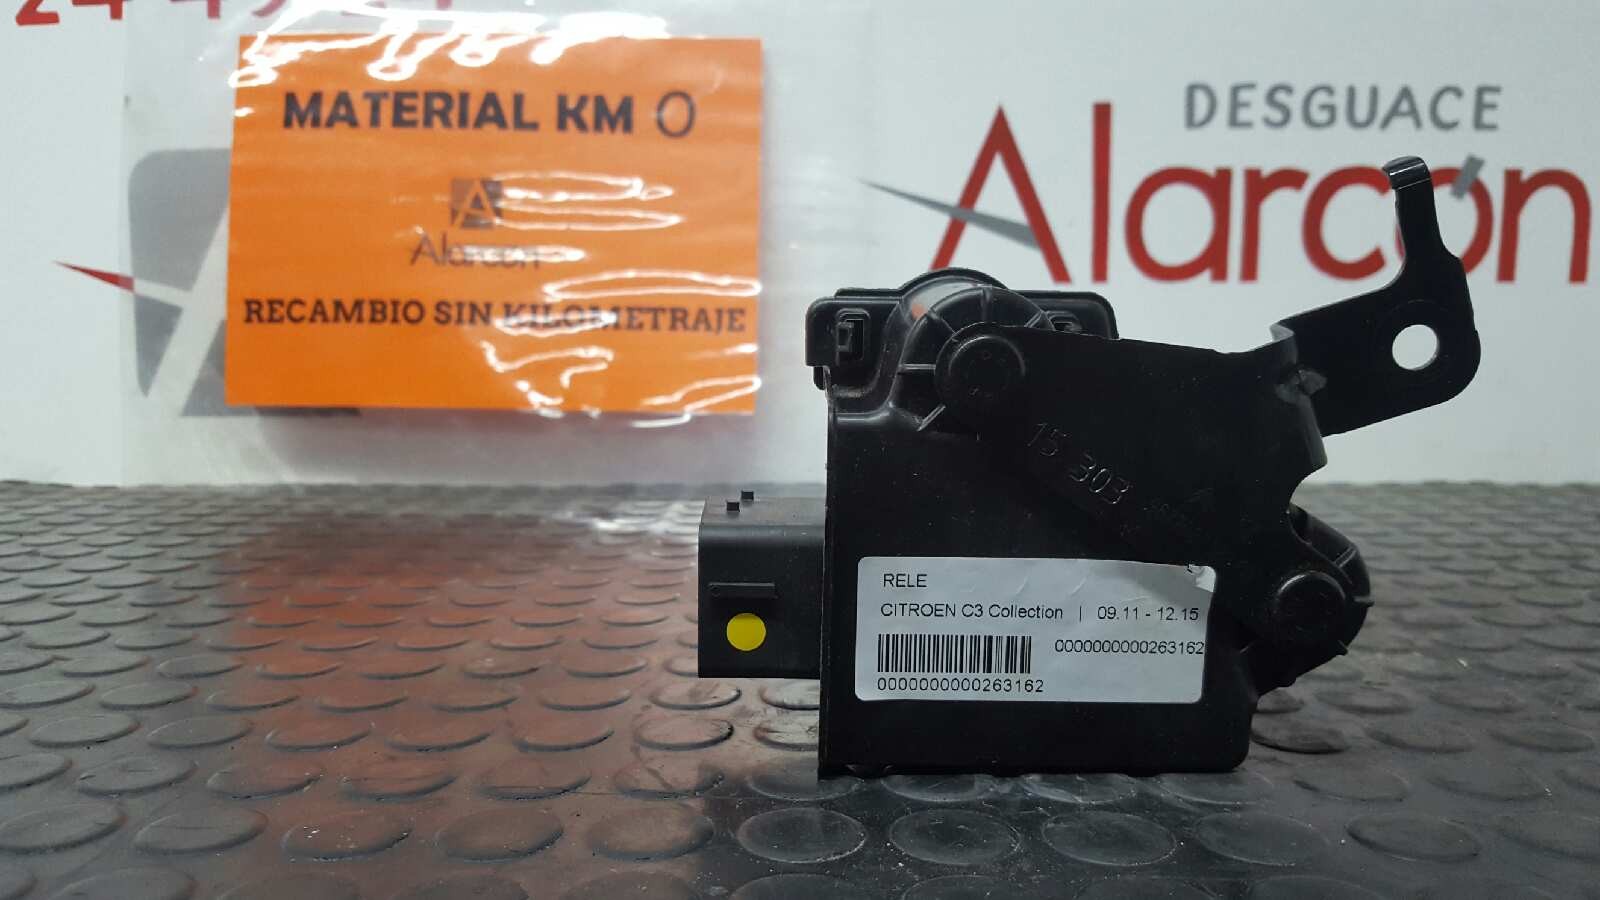 MATERIAL KM O
Alarcón
RECAMBIO SIN KILOMETRAJE
DESGUACE
Alarcón
15 303
RELE
CITROEN C3 Collection | 09.11 - 12.15
0000000000263162
0000000000263162